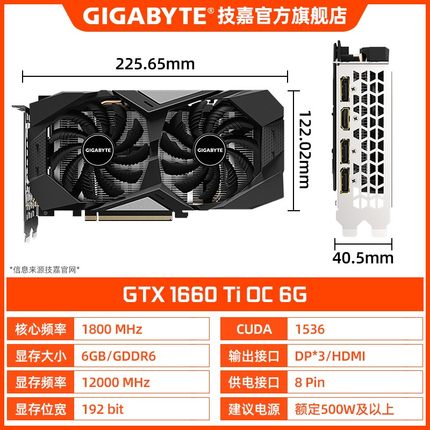 GIGABYTE® 技嘉官方旗舰店
225.65mm
122.02mm
GIGABYTE
GIGABYTE
40.5mm
*信息来源技嘉官网*
GTX 1660 Ti OC 6G
核心频率 1800 MHz CUDA 1536
显存大小 6GB/GDDR6 输出接口 DP*3/HDMI
显存频率 12000 MHz 供电接口 8 Pin
显存位宽 192 bit 建议电源 额定500W及以上